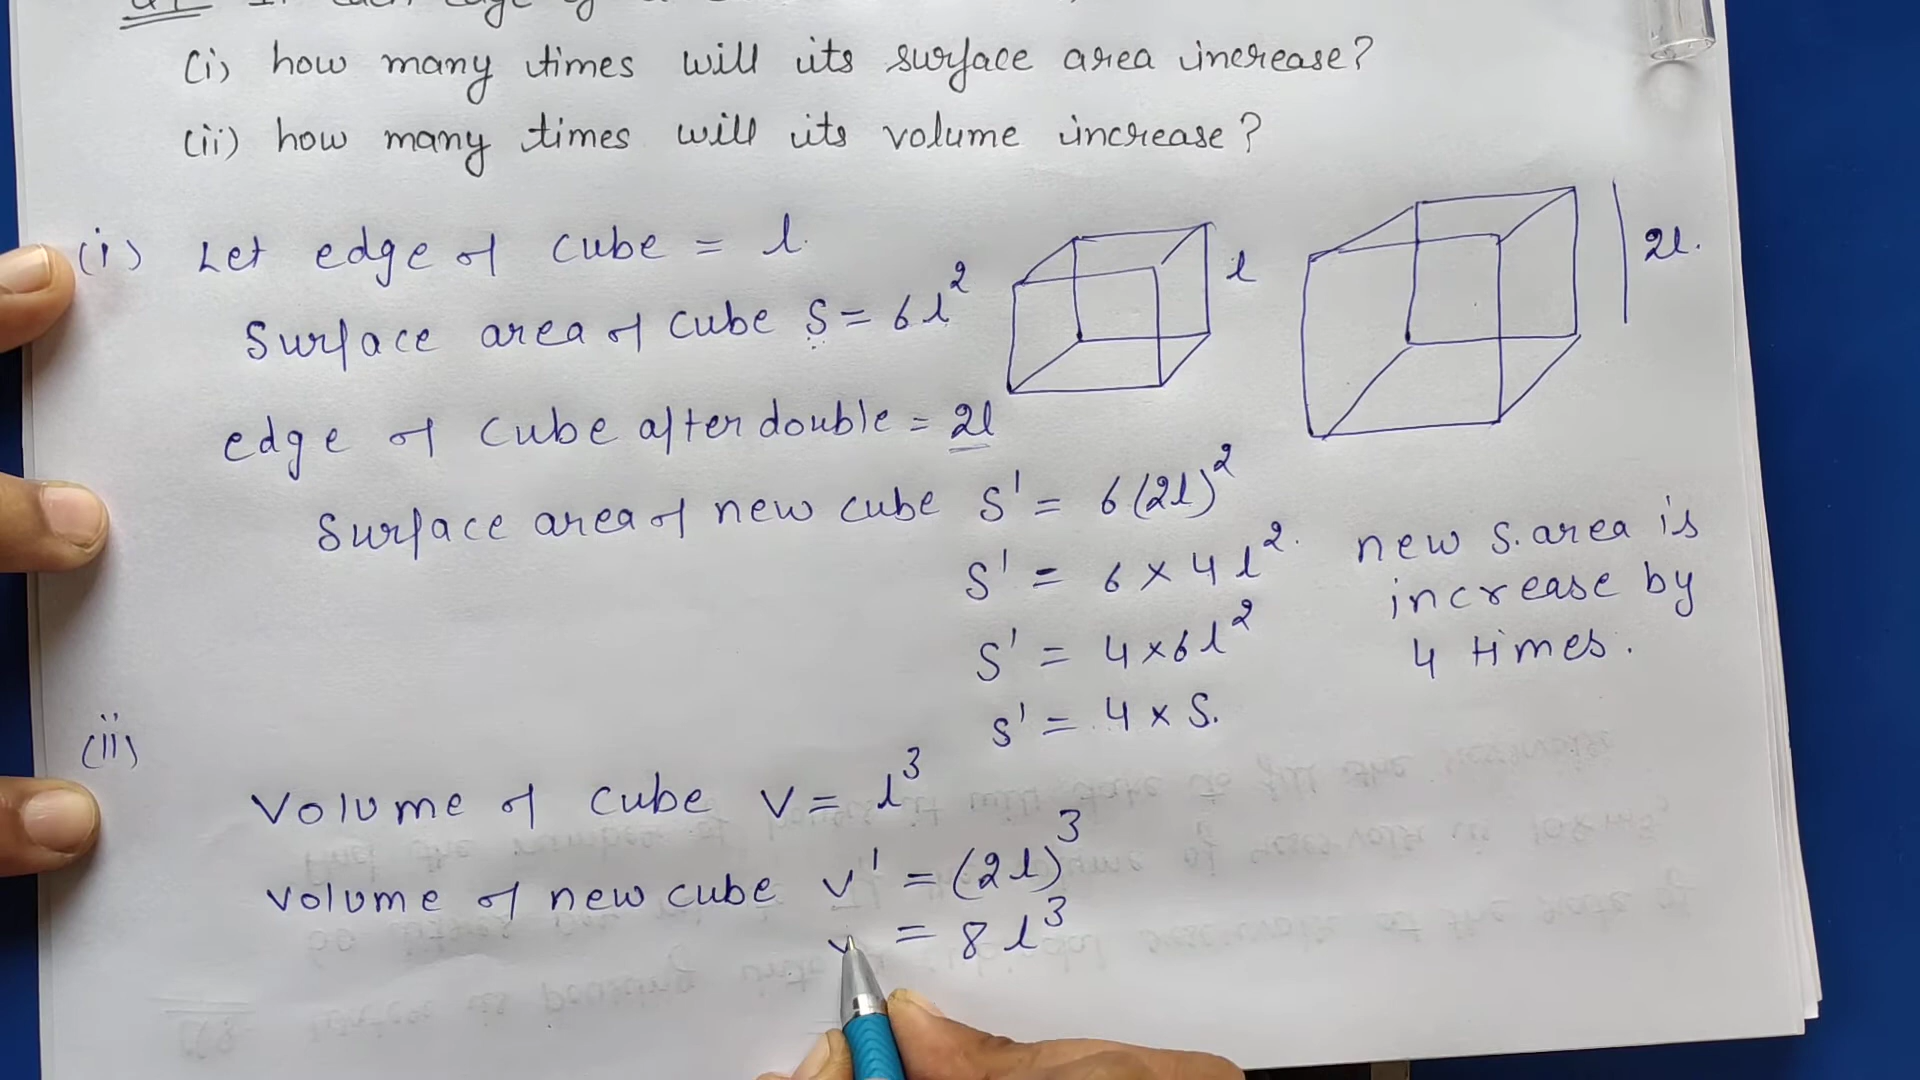 (i) how many times will its surface area increase?
(ii) how many times will its volume increase?
(i) Let edge of cube = l.
Surface area of cube S = 6l²
l
2l.
edge of cube after double = 2l
Surface area of new cube S' = 6(2l)²
S' = 6 × 4l².
S' = 4×6l²
S' = 4 × S.
new S. area is
increase by
4 times.
(ii)
Volume of cube V = l³
Volume of new cube V' = (2l)³
V = 8l³